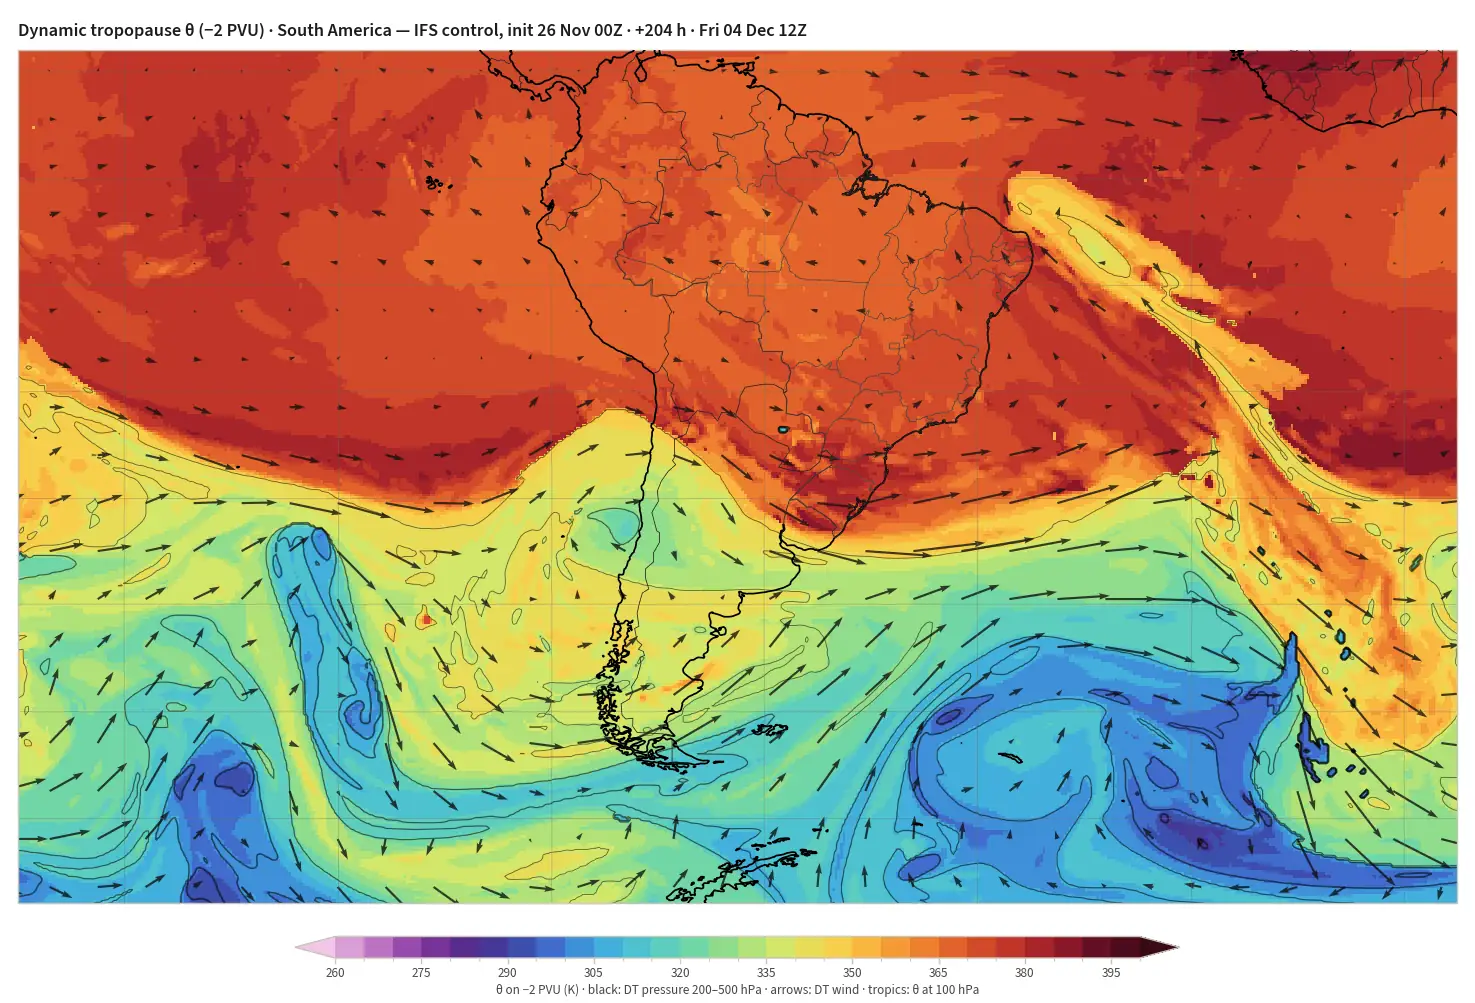 Dynamic tropopause θ (−2 PVU) · South America — IFS control, init 26 Nov 00Z · +204 h · Fri 04 Dec 12Z
260 275 290 305 320 335 350 365 380 395
θ on −2 PVU (K) · black: DT pressure 200–500 hPa · arrows: DT wind · tropics: θ at 100 hPa